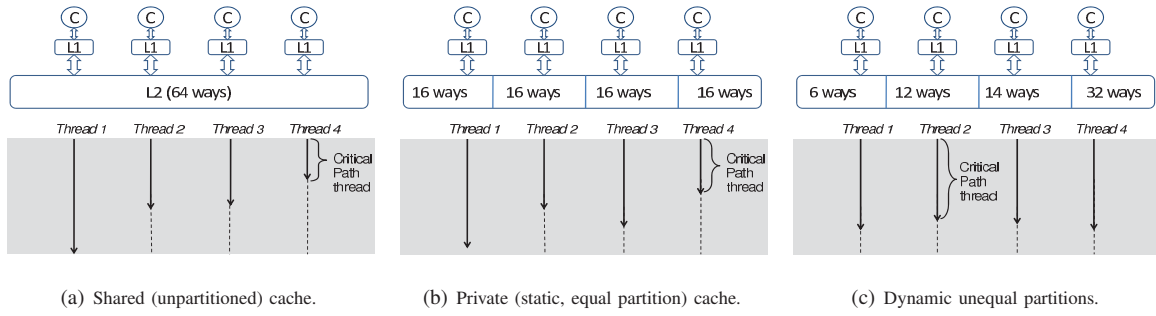 C C C C
L1 L1 L1 L1
L2 (64 ways)
Thread 1 Thread 2 Thread 3 Thread 4
Critical
Path
thread
(a) Shared (unpartitioned) cache.
C C C C
L1 L1 L1 L1
16 ways 16 ways 16 ways 16 ways
Thread 1 Thread 2 Thread 3 Thread 4
Critical
Path
thread
(b) Private (static, equal partition) cache.
C C C C
L1 L1 L1 L1
6 ways 12 ways 14 ways 32 ways
Thread 1 Thread 2 Thread 3 Thread 4
Critical
Path
thread
(c) Dynamic unequal partitions.